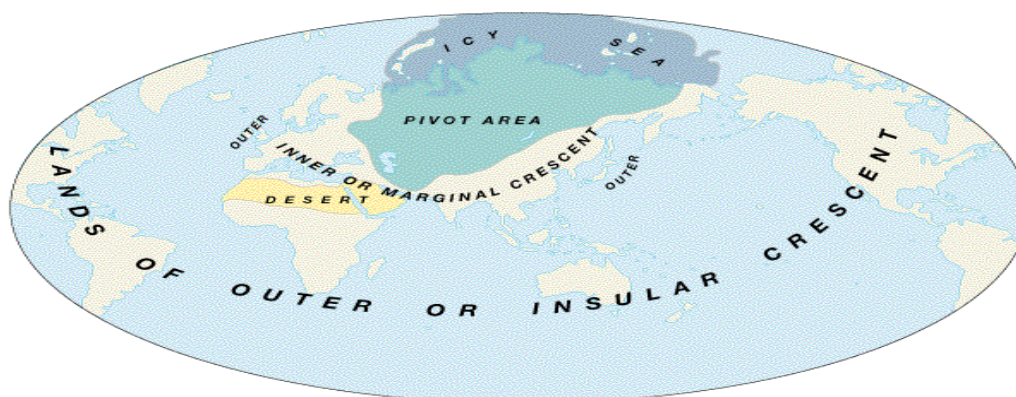 ICY SEA
PIVOT AREA
OUTER
INNER OR MARGINAL CRESCENT
OUTER
DESERT
LANDS OF OUTER OR INSULAR CRESCENT